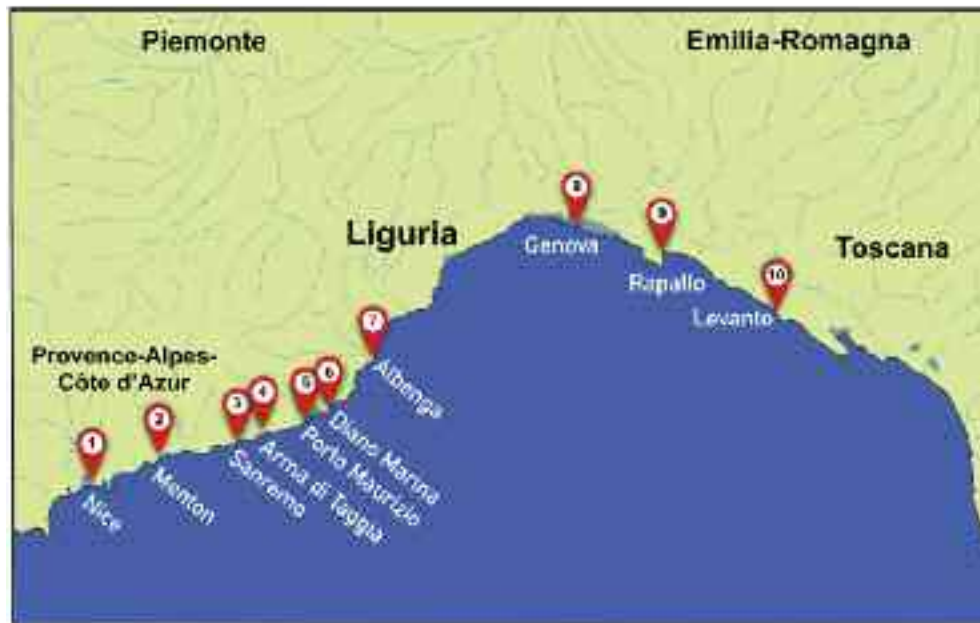 Piemonte
Emilia-Romagna
8
9
Genova
Liguria
Rapallo
Toscana
10
Levanto
7
Albenga
Provence-Alpes-
Côte d'Azur
1
2
3
4
5
6
Nice
Menton
Sanremo
Arma di Taggia
Porto Maurizio
Diano Marina